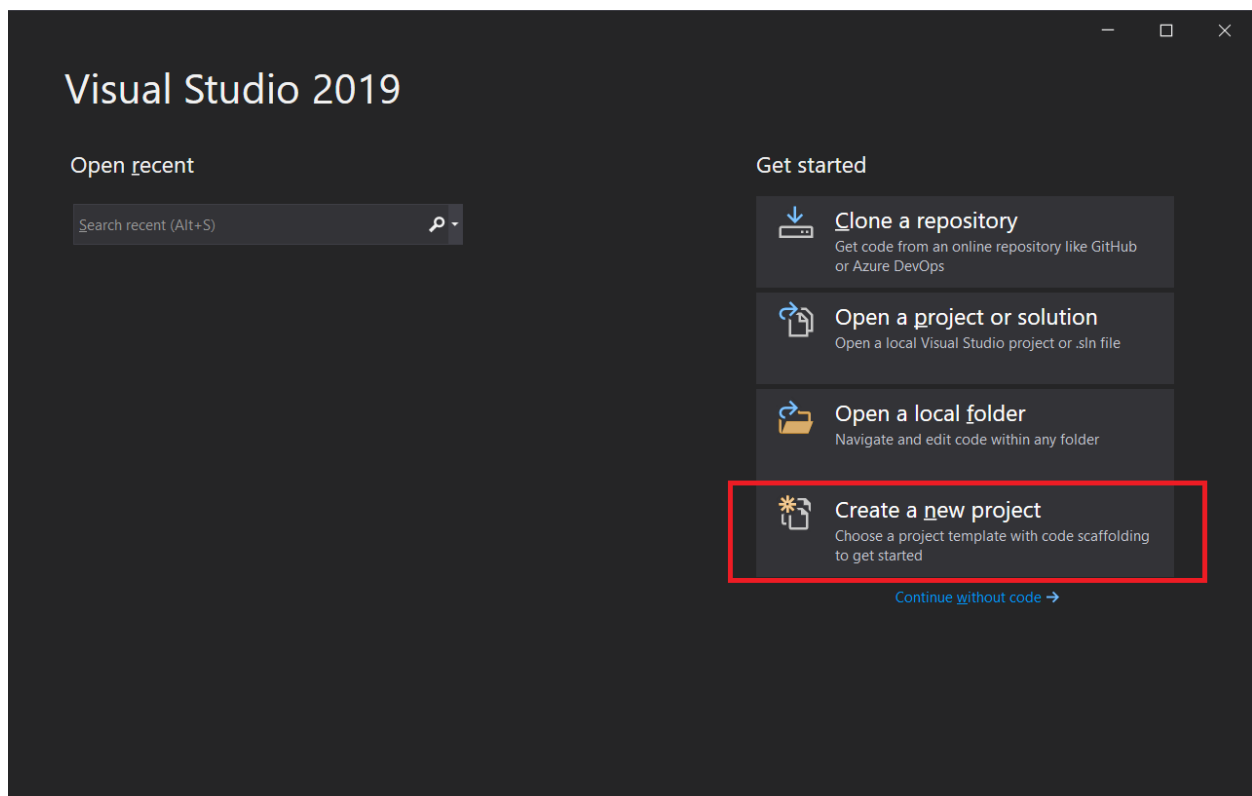 Visual Studio 2019
Open recent
Search recent (Alt+S)
Get started
Clone a repository
Get code from an online repository like GitHub
or Azure DevOps
Open a project or solution
Open a local Visual Studio project or .sln file
Open a local folder
Navigate and edit code within any folder
Create a new project
Choose a project template with code scaffolding
to get started
Continue without code →